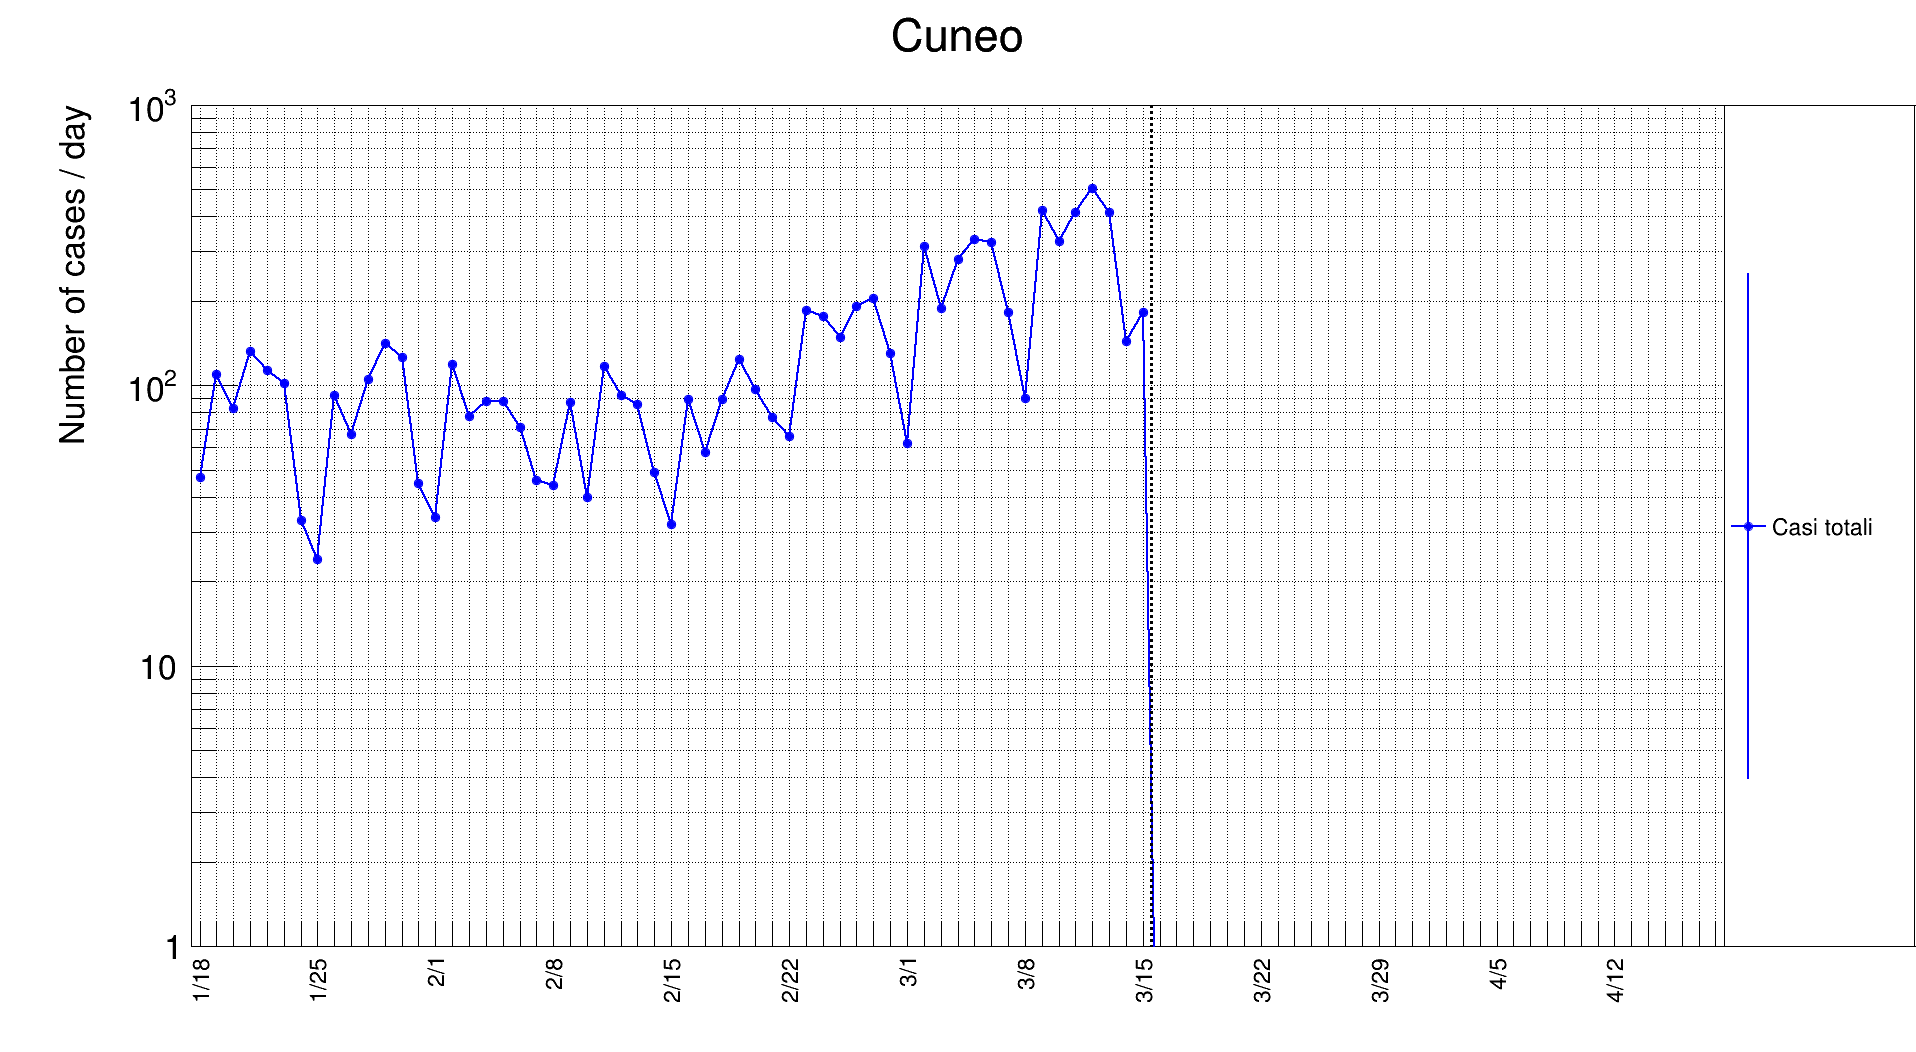 Cuneo
Number of cases / day
10³
10²
10
1
1/18 1/25 2/1 2/8 2/15 2/22 3/1 3/8 3/15 3/22 3/29 4/5 4/12
Casi totali